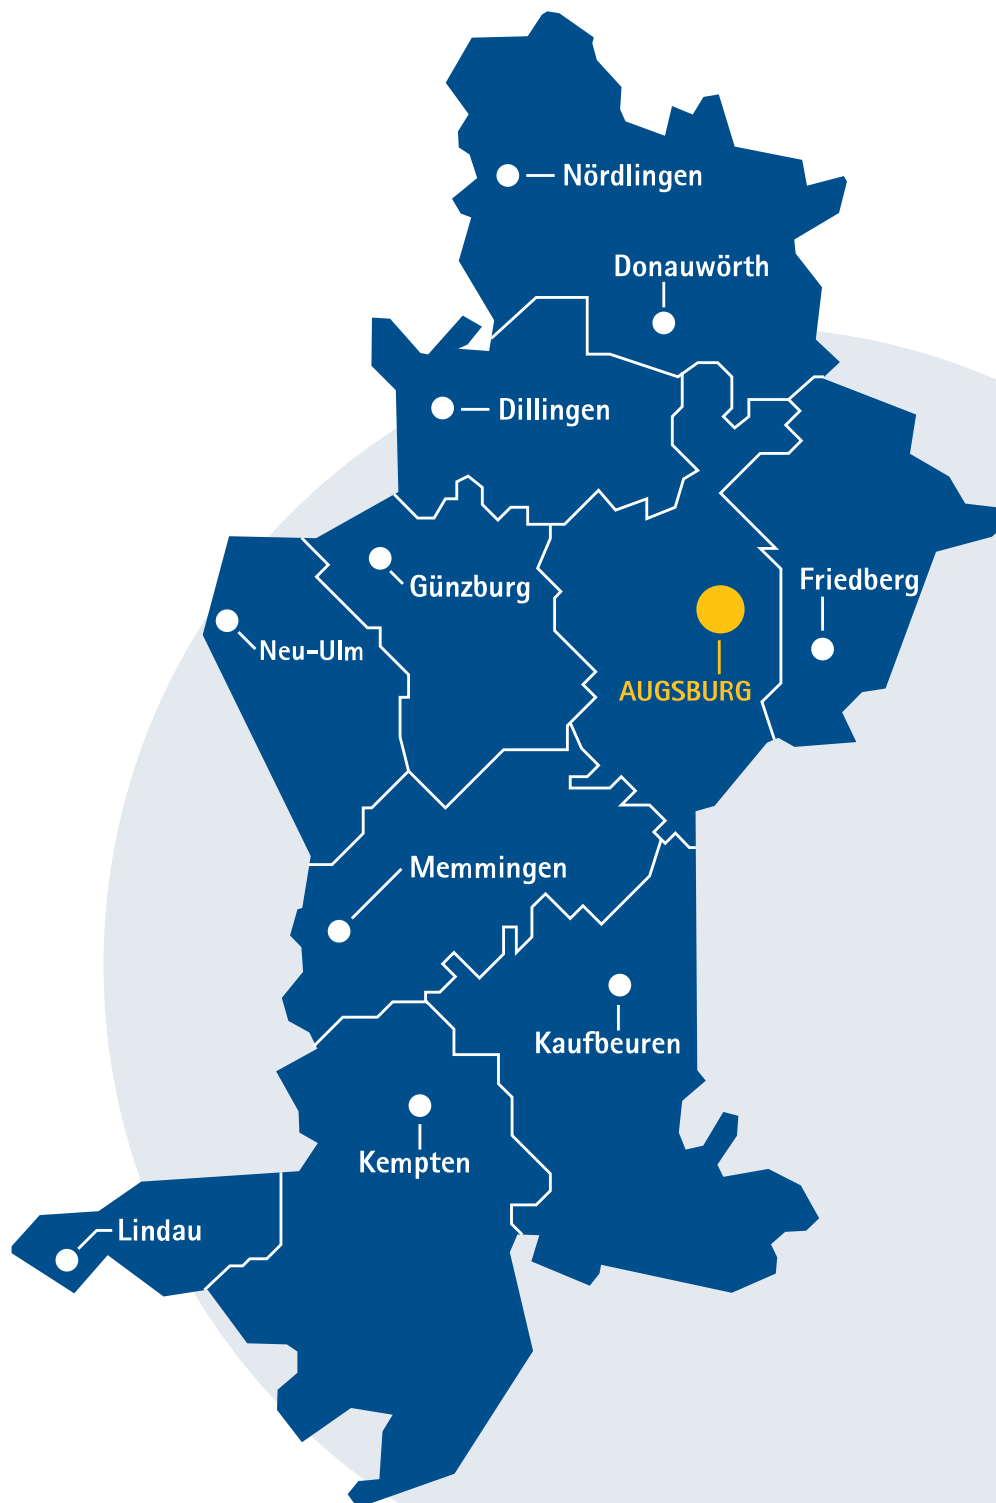 Nördlingen
Donauwörth
Dillingen
Friedberg
Günzburg
Neu-Ulm
AUGSBURG
Memmingen
Kaufbeuren
Kempten
Lindau